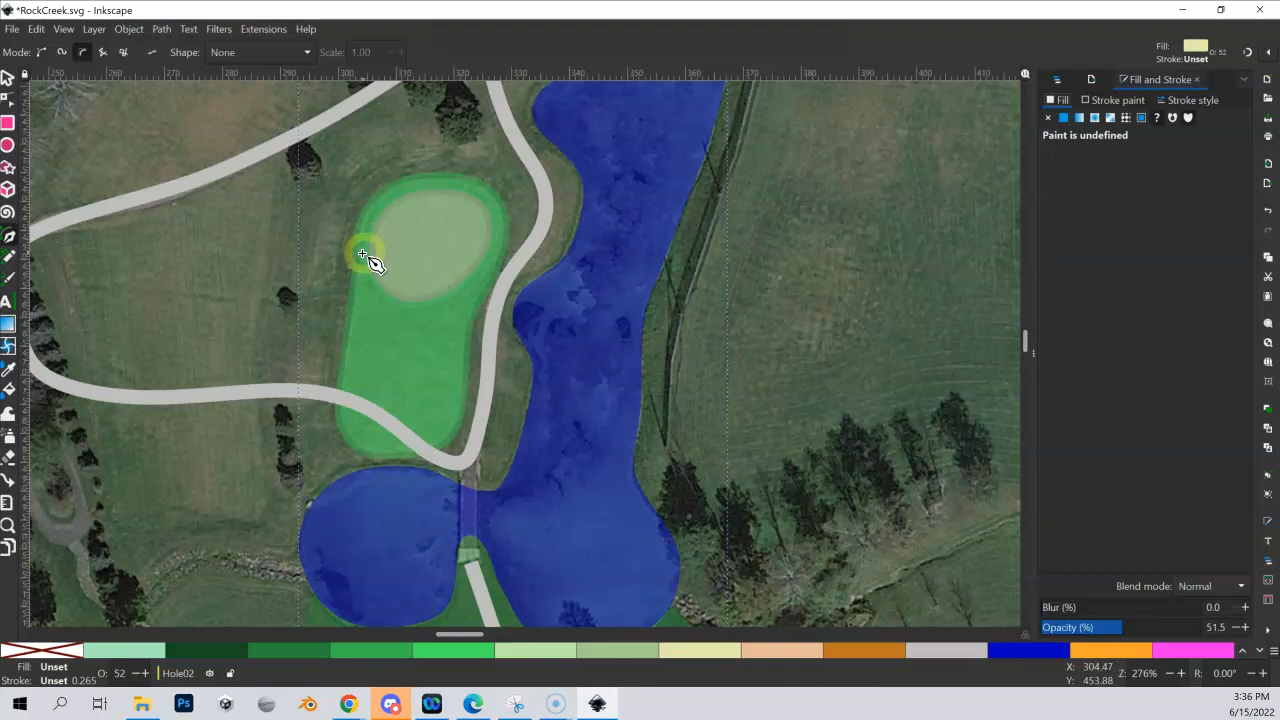 *RockCreek.svg - Inkscape
File Edit View Layer Object Path Text Filters Extensions Help
Mode: Shape: None Scale: 1.00
Fill: O: 52
Stroke: Unset
250 260 270 280 290 300 310 320 330 340 350 360 370 380 390 400 410
Fill and Stroke ×
Fill Stroke paint Stroke style
Paint is undefined
Blend mode: Normal
Blur (%) 0.0 +
Opacity (%) 51.5 +
Fill: Unset O: 52 Hole02
Stroke: Unset 0.265
X: 304.47
Y: 453.88
Z: 276% R: 0.00°
3:36 PM
6/15/2022